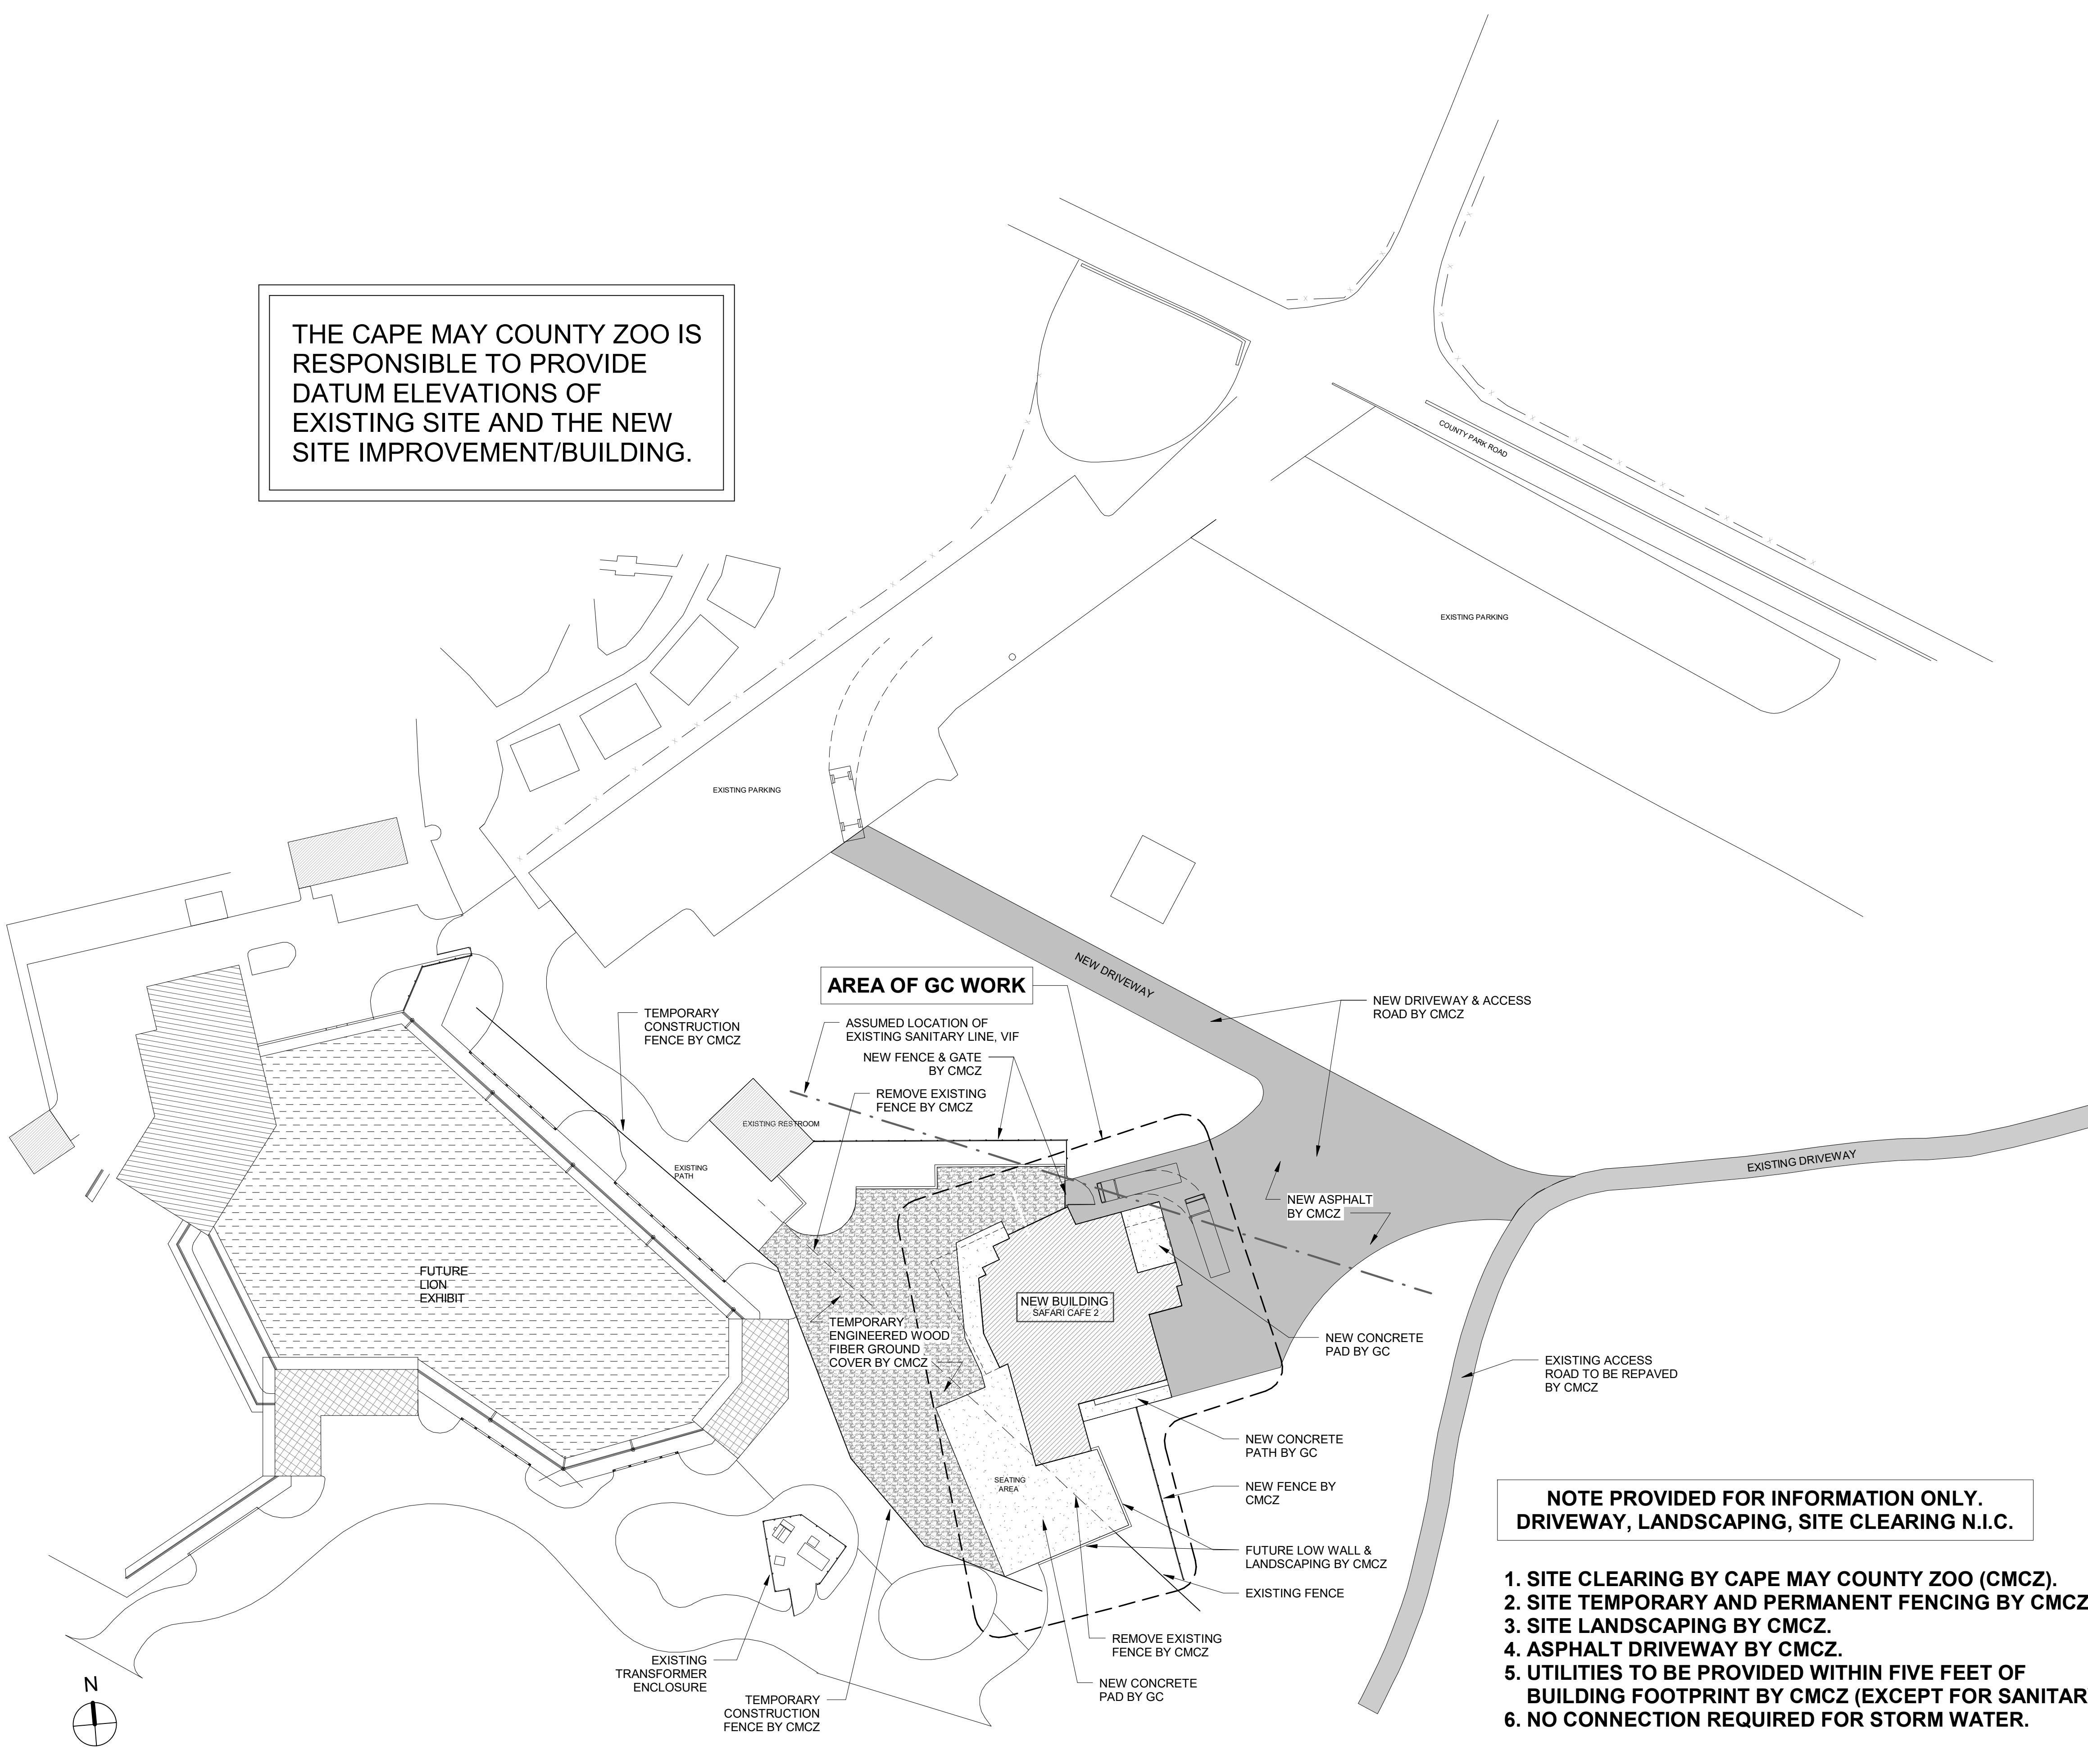 THE CAPE MAY COUNTY ZOO IS
RESPONSIBLE TO PROVIDE
DATUM ELEVATIONS OF
EXISTING SITE AND THE NEW
SITE IMPROVEMENT/BUILDING.
COUNTY PARK ROAD
EXISTING PARKING
EXISTING PARKING
NEW DRIVEWAY
AREA OF GC WORK
NEW DRIVEWAY & ACCESS
ROAD BY CMCZ
TEMPORARY
CONSTRUCTION
FENCE BY CMCZ
ASSUMED LOCATION OF
EXISTING SANITARY LINE, VIF
NEW FENCE & GATE
BY CMCZ
REMOVE EXISTING
FENCE BY CMCZ
EXISTING RESTROOM
EXISTING
PATH
EXISTING DRIVEWAY
NEW ASPHALT
BY CMCZ
FUTURE
LION
EXHIBIT
NEW BUILDING
SAFARI CAFE 2
TEMPORARY
ENGINEERED WOOD
FIBER GROUND
COVER BY CMCZ
NEW CONCRETE
PAD BY GC
EXISTING ACCESS
ROAD TO BE REPAVED
BY CMCZ
NEW CONCRETE
PATH BY GC
SEATING
AREA
NEW FENCE BY
CMCZ
FUTURE LOW WALL &
LANDSCAPING BY CMCZ
EXISTING FENCE
REMOVE EXISTING
FENCE BY CMCZ
NEW CONCRETE
PAD BY GC
EXISTING
TRANSFORMER
ENCLOSURE
TEMPORARY
CONSTRUCTION
FENCE BY CMCZ
N
NOTE PROVIDED FOR INFORMATION ONLY.
DRIVEWAY, LANDSCAPING, SITE CLEARING N.I.C.
1. SITE CLEARING BY CAPE MAY COUNTY ZOO (CMCZ).
2. SITE TEMPORARY AND PERMANENT FENCING BY CMCZ
3. SITE LANDSCAPING BY CMCZ.
4. ASPHALT DRIVEWAY BY CMCZ.
5. UTILITIES TO BE PROVIDED WITHIN FIVE FEET OF
BUILDING FOOTPRINT BY CMCZ (EXCEPT FOR SANITAR
6. NO CONNECTION REQUIRED FOR STORM WATER.